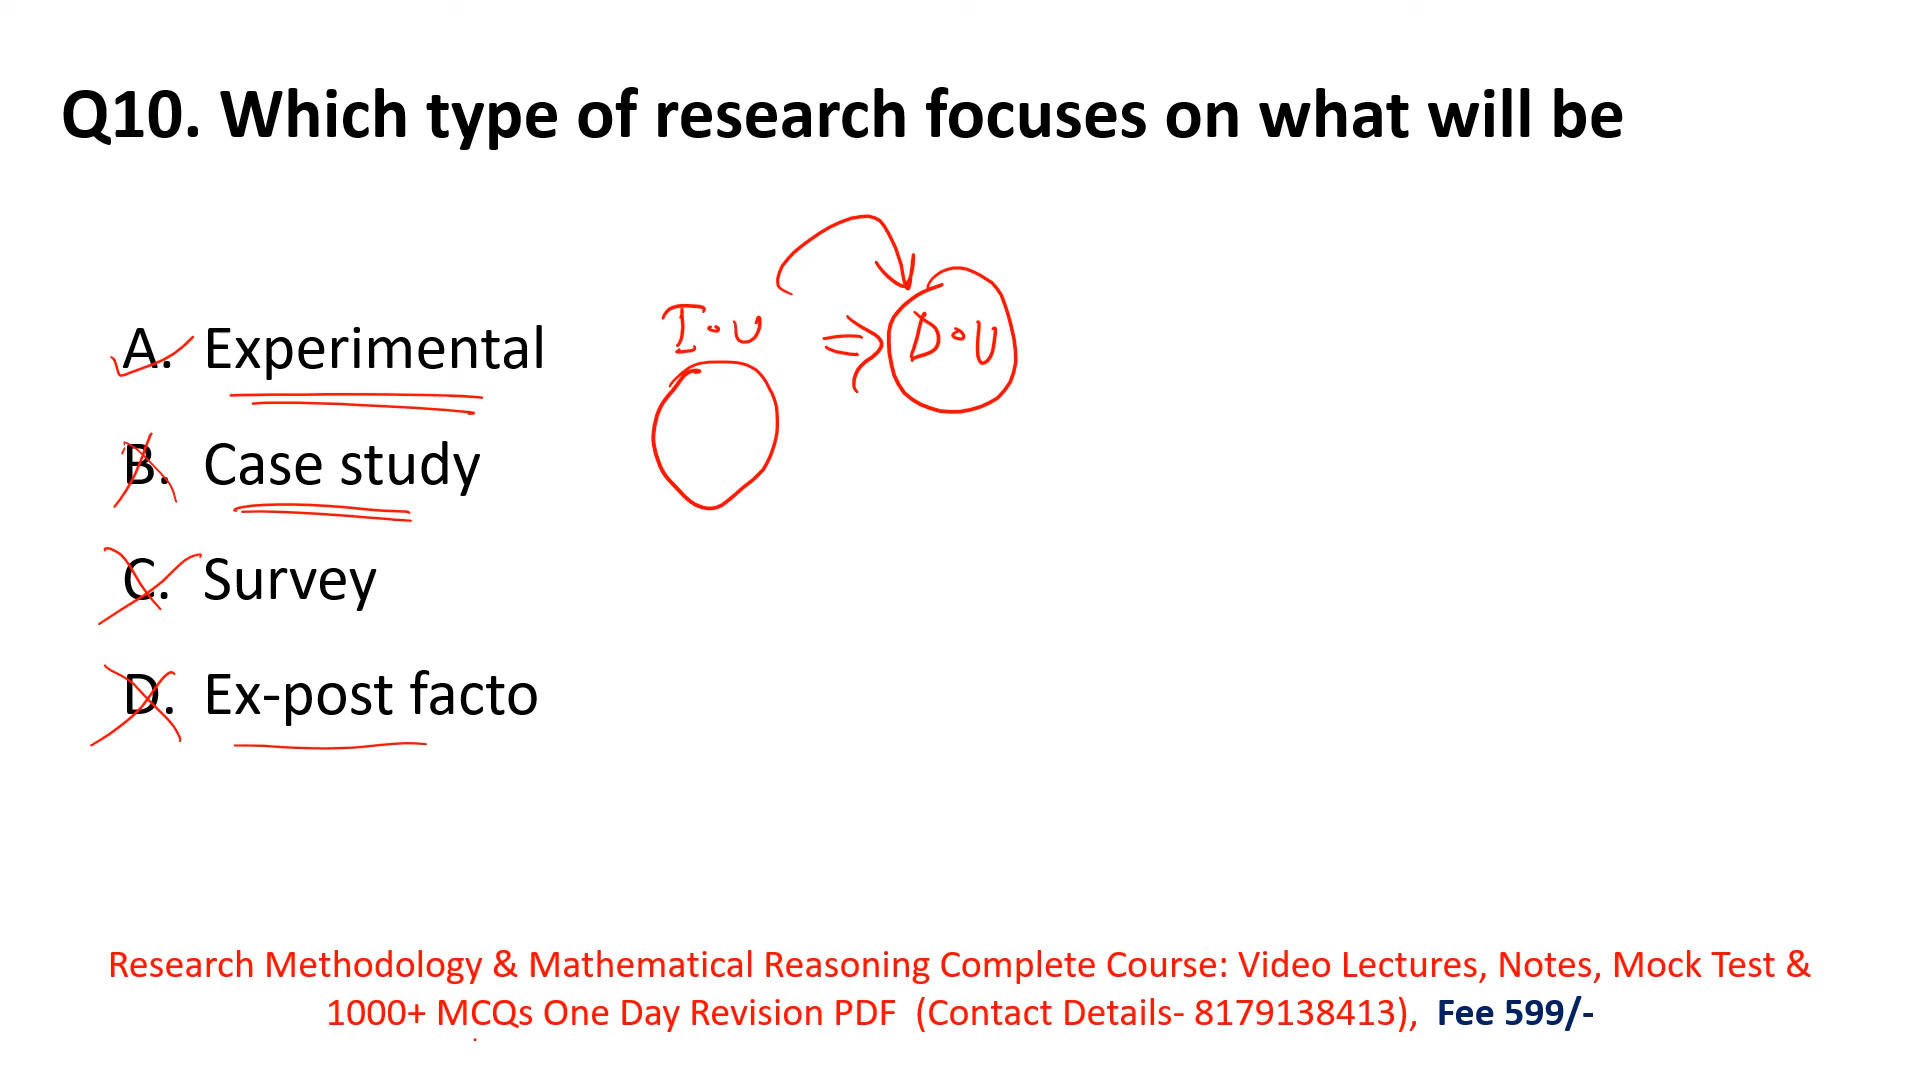 Q10. Which type of research focuses on what will be
A. Experimental
I.U
D.U
B. Case study
C. Survey
D. Ex-post facto
Research Methodology & Mathematical Reasoning Complete Course: Video Lectures, Notes, Mock Test &
1000+ MCQs One Day Revision PDF (Contact Details- 8179138413), Fee 599/-